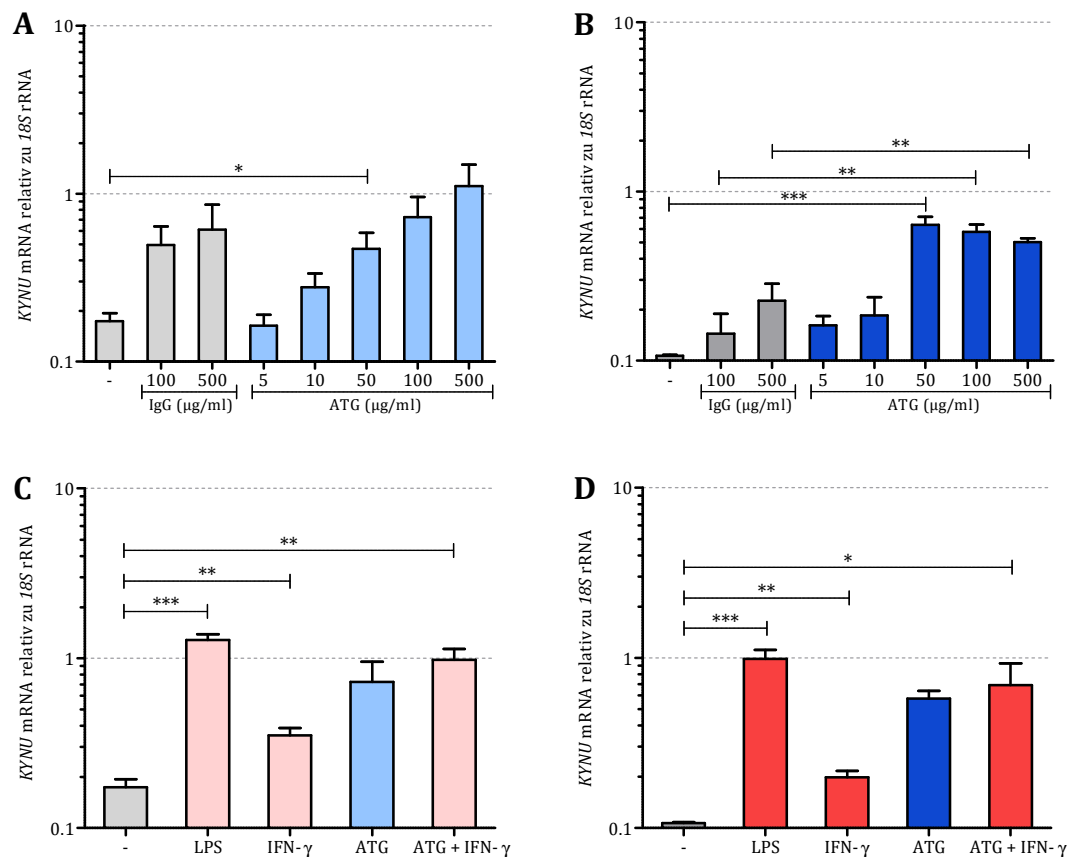 A
KYNU mRNA relativ zu 18S rRNA
10
1
0.1
*
- 100 500 5 10 50 100 500
IgG (µg/ml) ATG (µg/ml)
B
KYNU mRNA relativ zu 18S rRNA
10
1
0.1
**
**
***
- 100 500 5 10 50 100 500
IgG (µg/ml) ATG (µg/ml)
C
KYNU mRNA relativ zu 18S rRNA
10
1
0.1
**
**
***
- LPS IFN-γ ATG ATG + IFN-γ
D
KYNU mRNA relativ zu 18S rRNA
10
1
0.1
*
**
***
- LPS IFN-γ ATG ATG + IFN-γ